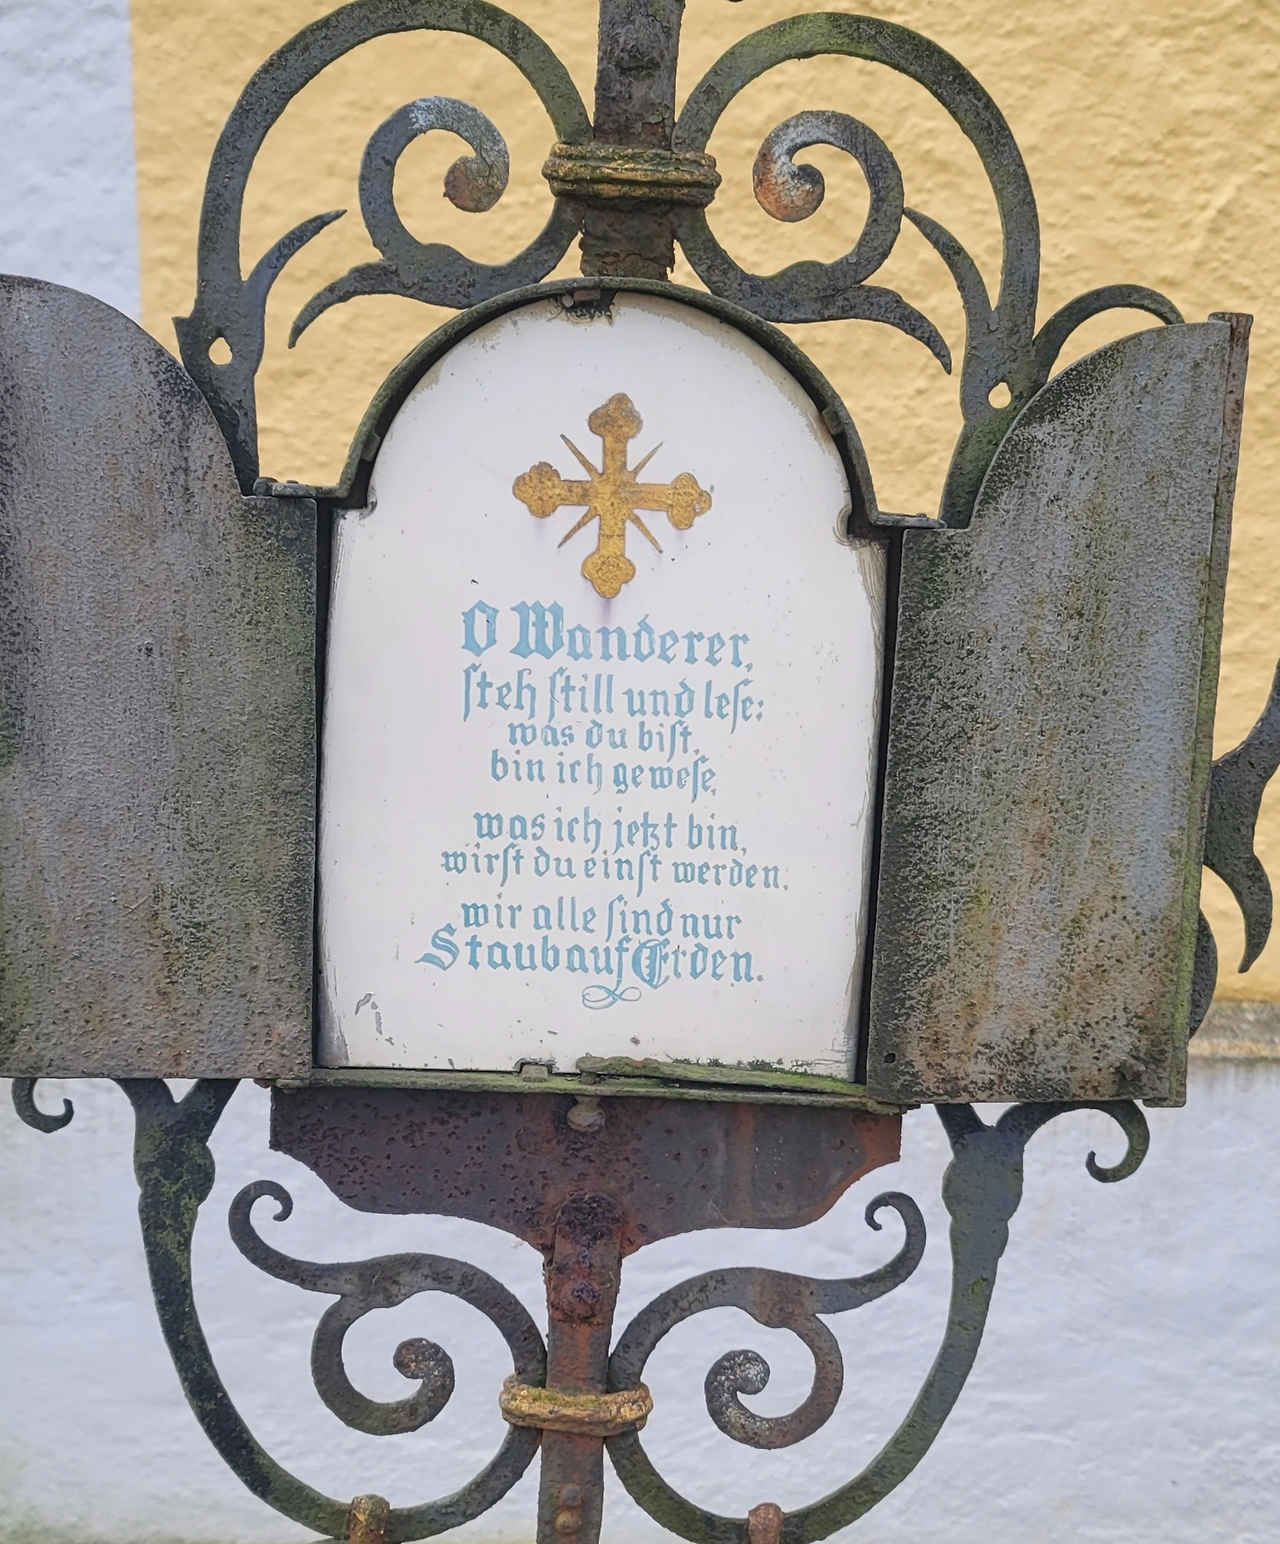 O Wanderer,
steh still und lese:
was du bist,
bin ich gewese,
was ich jetzt bin,
wirst du einst werden.
wir alle sind nur
Staub auf Erden.